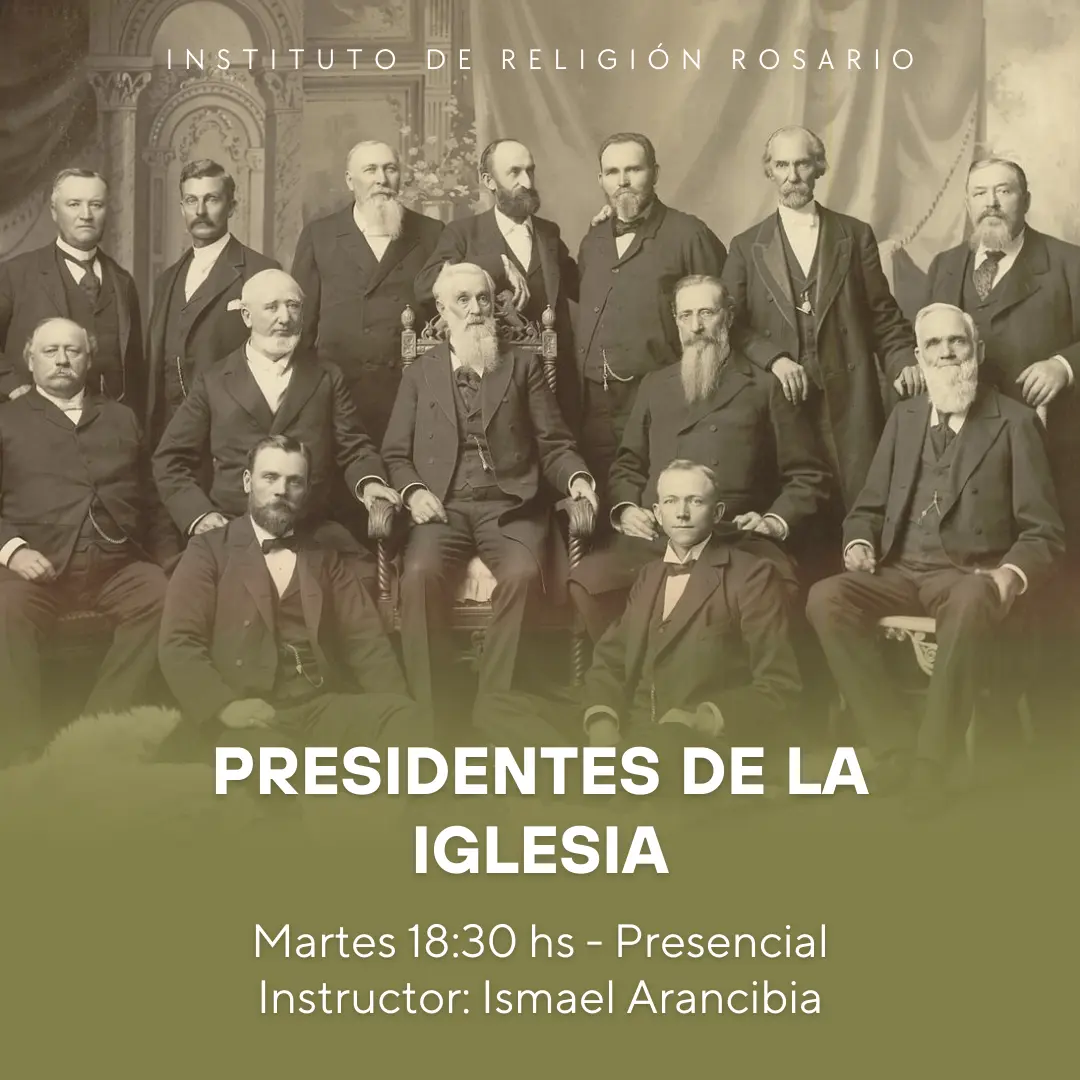 INSTITUTO DE RELIGIÓN ROSARIO
PRESIDENTES DE LA
IGLESIA
Martes 18:30 hs - Presencial
Instructor: Ismael Arancibia